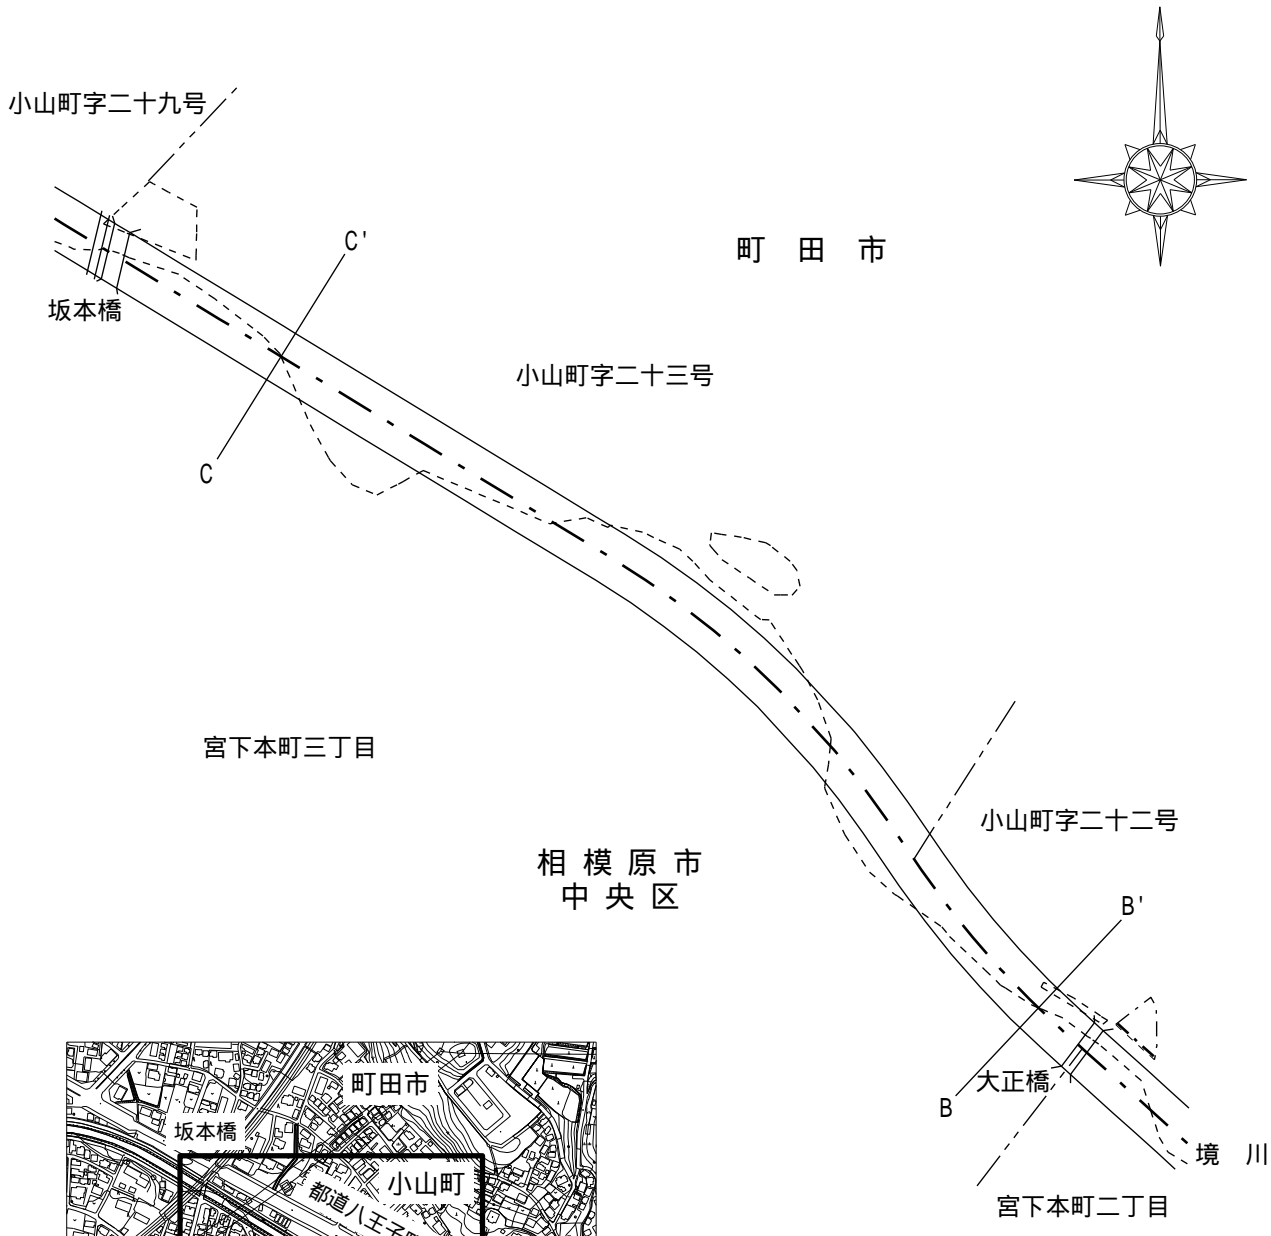 小山町字二十九号
C'
町 田 市
坂本橋
小山町字二十三号
C
宮下本町三丁目
小山町字二十二号
相 模 原 市
中 央 区
B'
大正橋
B
境 川
宮下本町二丁目
町田市
坂本橋
小山町
都道八王子